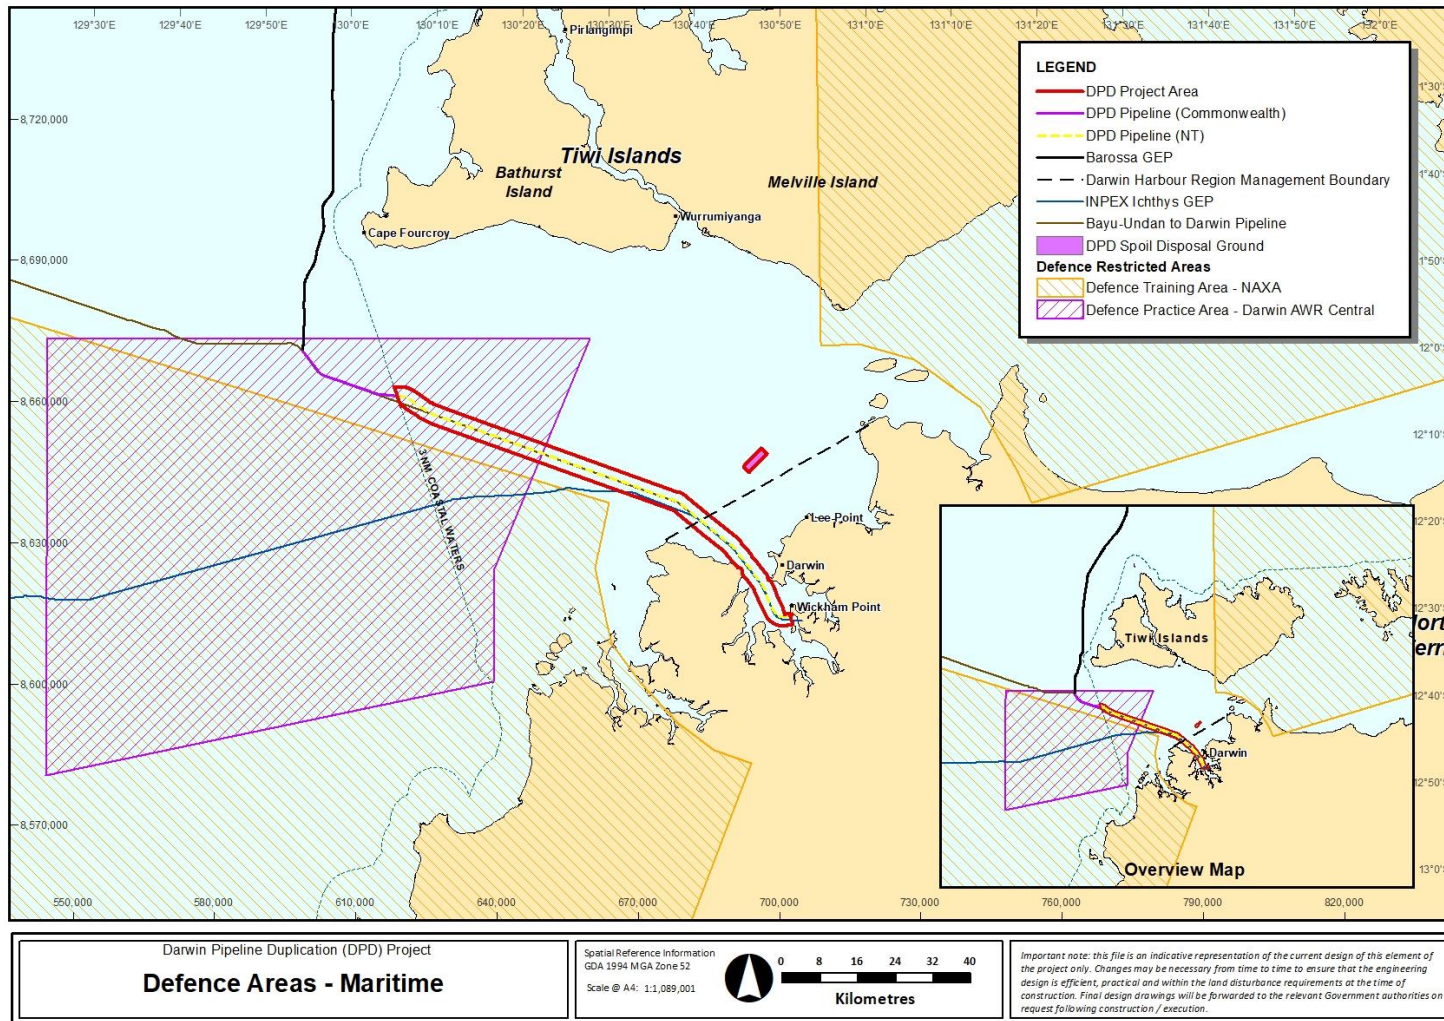 129°30'E 129°40'E 129°50'E 130°0'E 130°10'E 130°20'E 130°30'E 130°40'E 130°50'E 131°0'E 131°10'E 131°20'E 131°30'E 131°40'E 131°50'E 132°0'E
Pirlangimpi
8,720,000
Tiwi Islands
Bathurst
Island
Melville Island
Wurrumiyanga
Cape Fourcroy
8,690,000
8,660,000
3 NM COASTAL WATERS
Lee Point
8,630,000
Darwin
Wickham Point
8,600,000
8,570,000
550,000 580,000 610,000 640,000 670,000 700,000 730,000 760,000 790,000 820,000
LEGEND
DPD Project Area
DPD Pipeline (Commonwealth)
DPD Pipeline (NT)
Barossa GEP
Darwin Harbour Region Management Boundary
INPEX Ichthys GEP
Bayu-Undan to Darwin Pipeline
DPD Spoil Disposal Ground
Defence Restricted Areas
Defence Training Area - NAXA
Defence Practice Area - Darwin AWR Central
1°30'S
1°40'S
1°50'S
12°0'S
12°10'S
12°20'S
12°30'S
12°40'S
12°50'S
13°0'S
Tiwi Islands
Darwin
Overview Map
Darwin Pipeline Duplication (DPD) Project
Defence Areas - Maritime
Spatial Reference Information
GDA 1994 MGA Zone 52
Scale @ A4: 1:1,089,001
0 8 16 24 32 40
Kilometres
Important note: this file is an indicative representation of the current design of this element of
the project only. Changes may be necessary from time to time to ensure that the engineering
design is efficient, practical and within the land disturbance requirements at the time of
construction. Final design drawings will be forwarded to the relevant Government authorities on
request following construction / execution.